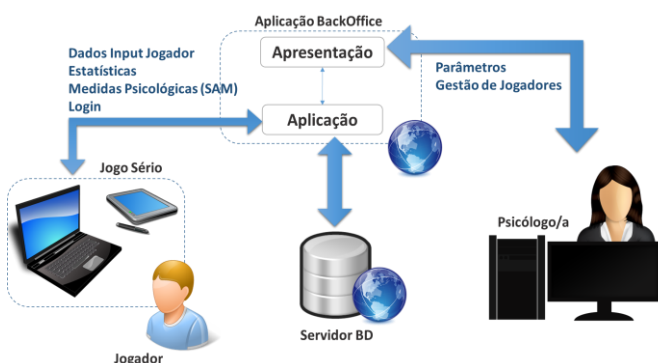 Aplicação BackOffice
Apresentação
Dados Input Jogador
Estatísticas
Medidas Psicológicas (SAM)
Login
Parâmetros
Gestão de Jogadores
Aplicação
Jogo Sério
Psicólogo/a
Servidor BD
Jogador